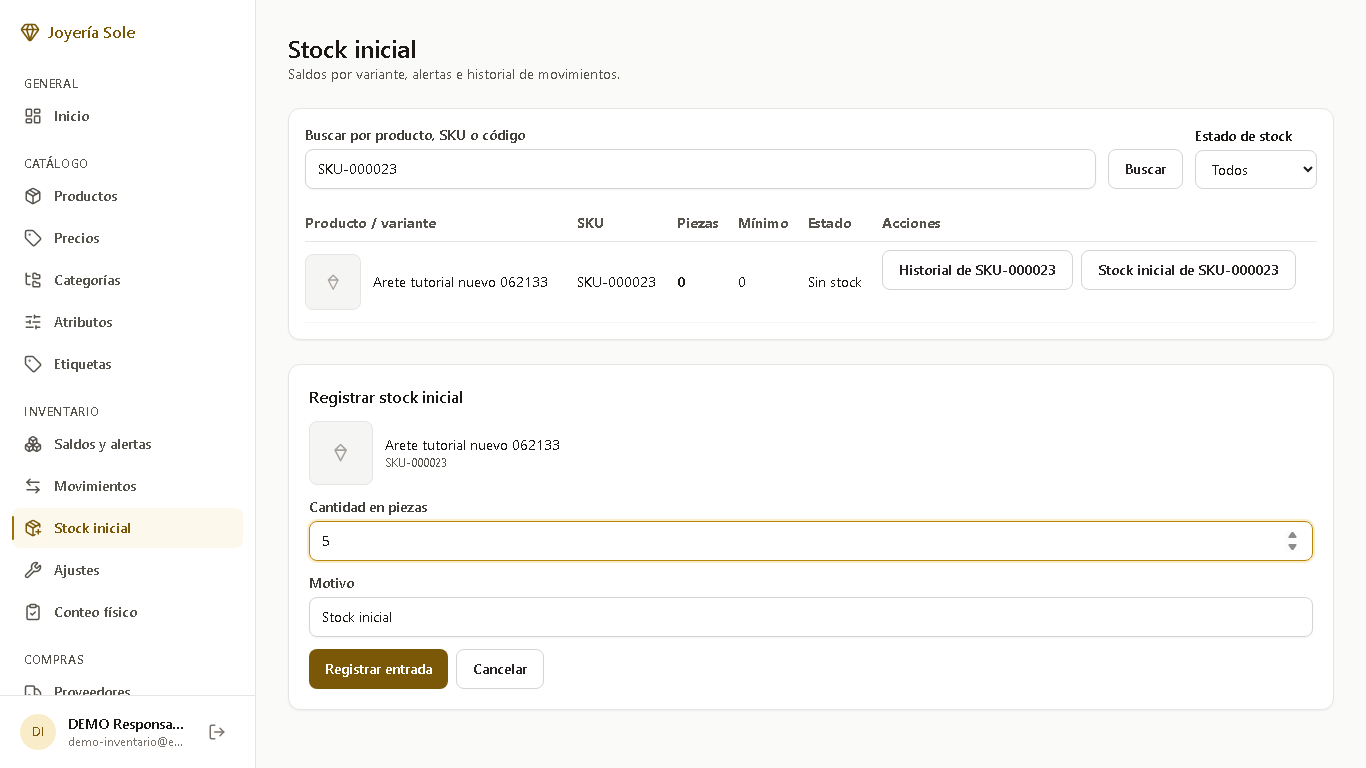 Joyería Sole
GENERAL
Inicio
CATÁLOGO
Productos
Precios
Categorías
Atributos
Etiquetas
INVENTARIO
Saldos y alertas
Movimientos
Stock inicial
Ajustes
Conteo físico
COMPRAS
Proveedores
DI
DEMO Responsa...
demo-inventario@e...
Stock inicial
Saldos por variante, alertas e historial de movimientos.
Buscar por producto, SKU o código
SKU-000023
Buscar
Estado de stock
Todos
Producto / variante SKU Piezas Mínimo Estado Acciones
Arete tutorial nuevo 062133 SKU-000023 0 0 Sin stock Historial de SKU-000023 Stock inicial de SKU-000023
Registrar stock inicial
Arete tutorial nuevo 062133
SKU-000023
Cantidad en piezas
5
Motivo
Stock inicial
Registrar entrada Cancelar